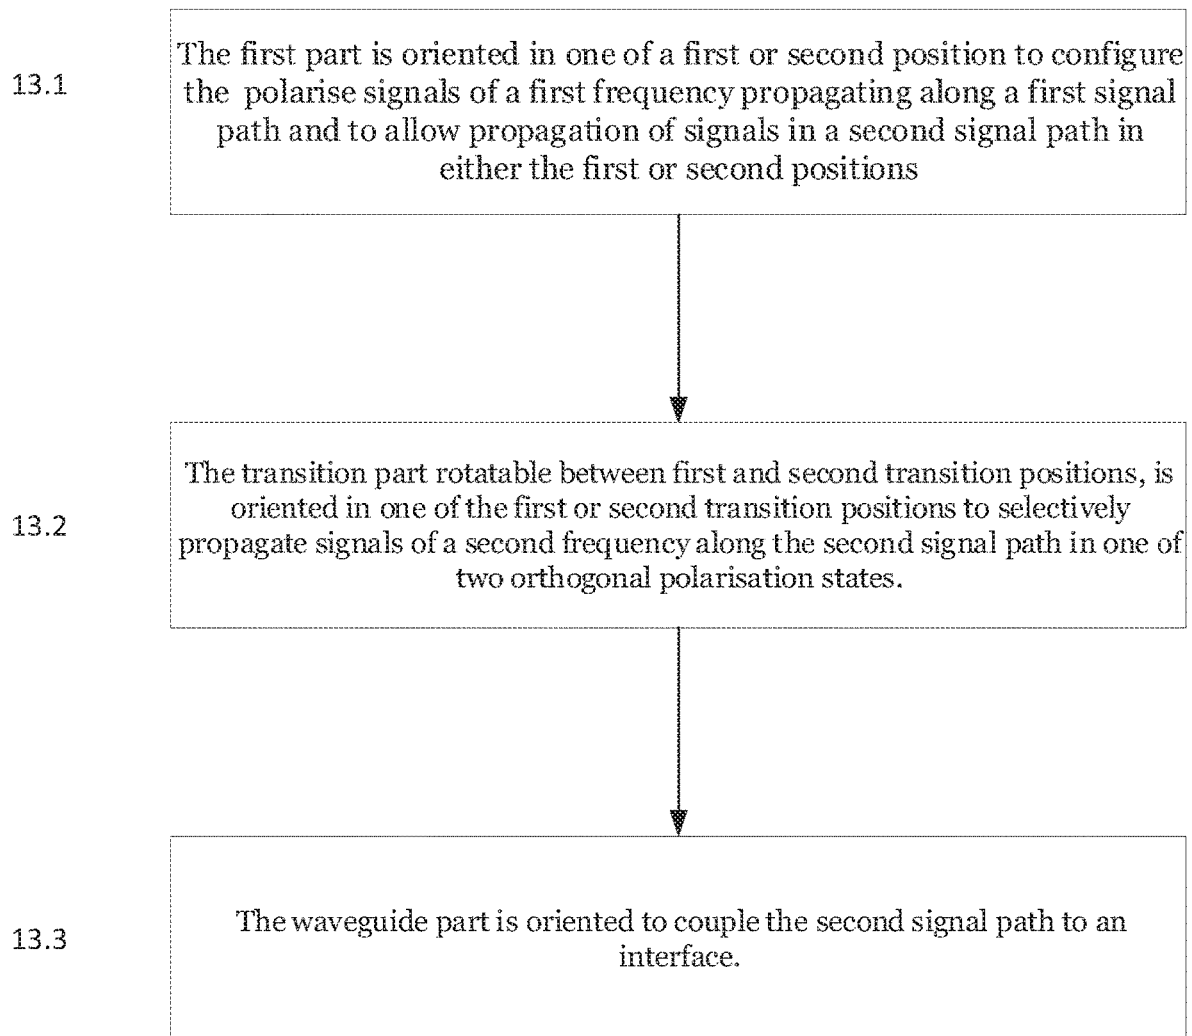 13.1
The first part is oriented in one of a first or second position to configure
the polarise signals of a first frequency propagating along a first signal
path and to allow propagation of signals in a second signal path in
either the first or second positions
13.2
The transition part rotatable between first and second transition positions, is
oriented in one of the first or second transition positions to selectively
propagate signals of a second frequency along the second signal path in one of
two orthogonal polarisation states.
13.3
The waveguide part is oriented to couple the second signal path to an
interface.